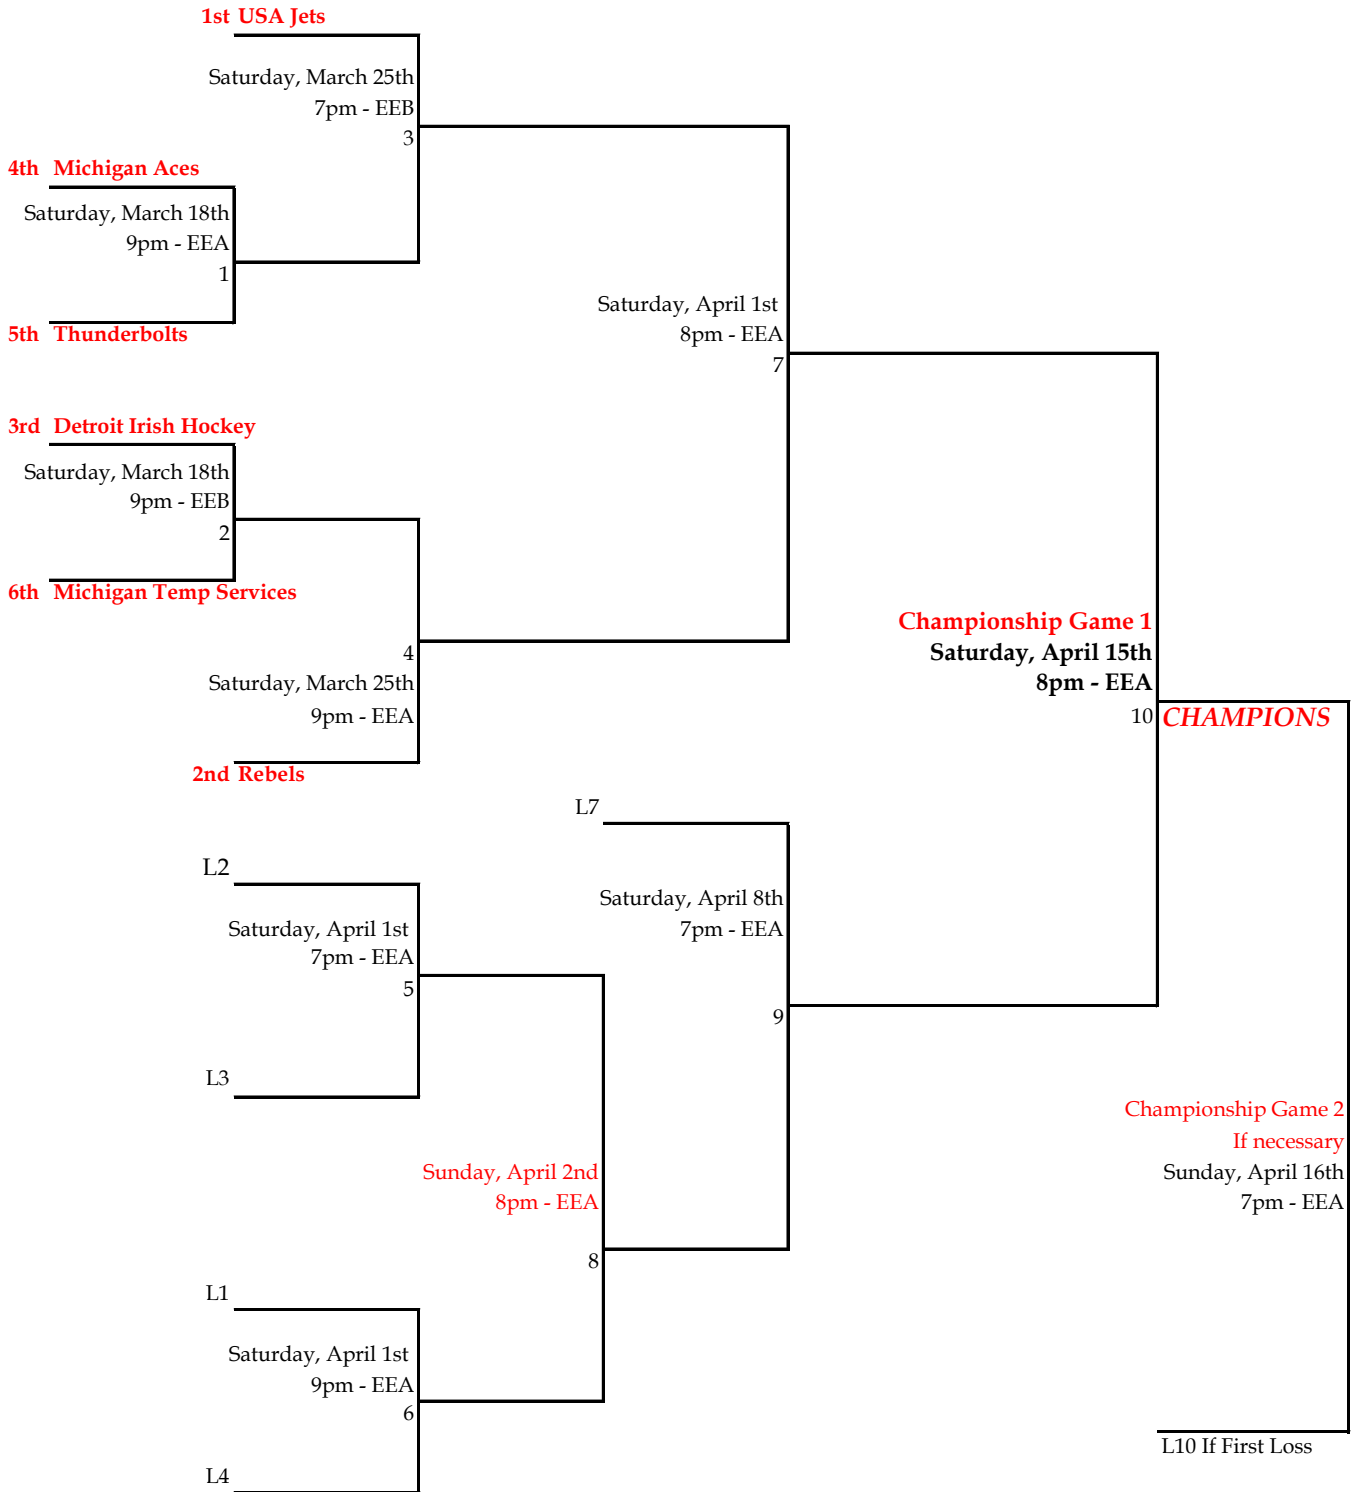 1st USA Jets
Saturday, March 25th
7pm - EEB
3
4th Michigan Aces
Saturday, March 18th
9pm - EEA
1
5th Thunderbolts
Saturday, April 1st
8pm - EEA
7
3rd Detroit Irish Hockey
Saturday, March 18th
9pm - EEB
2
6th Michigan Temp Services
4
Saturday, March 25th
9pm - EEA
2nd Rebels
Championship Game 1
Saturday, April 15th
8pm - EEA
10
CHAMPIONS
L7
L2
Saturday, April 1st
7pm - EEA
5
L3
Saturday, April 8th
7pm - EEA
9
Sunday, April 2nd
8pm - EEA
8
L1
Saturday, April 1st
9pm - EEA
6
L4
Championship Game 2
If necessary
Sunday, April 16th
7pm - EEA
L10 If First Loss